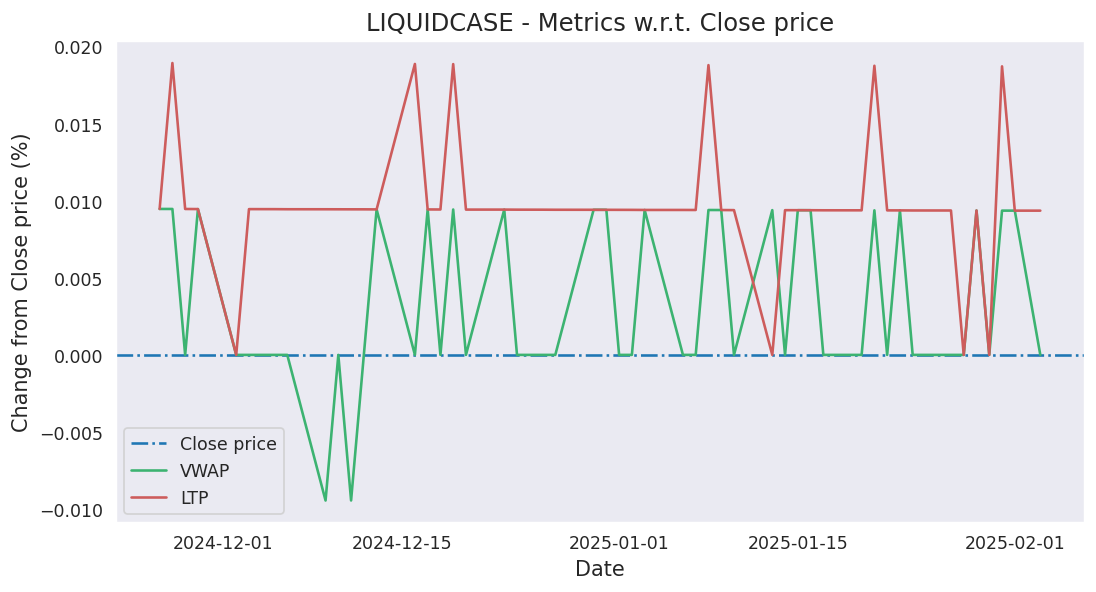 LIQUIDCASE - Metrics w.r.t. Close price
Change from Close price (%)
0.020
0.015
0.010
0.005
0.000
−0.005
−0.010
Close price
VWAP
LTP
2024-12-01
2024-12-15
2025-01-01
2025-01-15
2025-02-01
Date